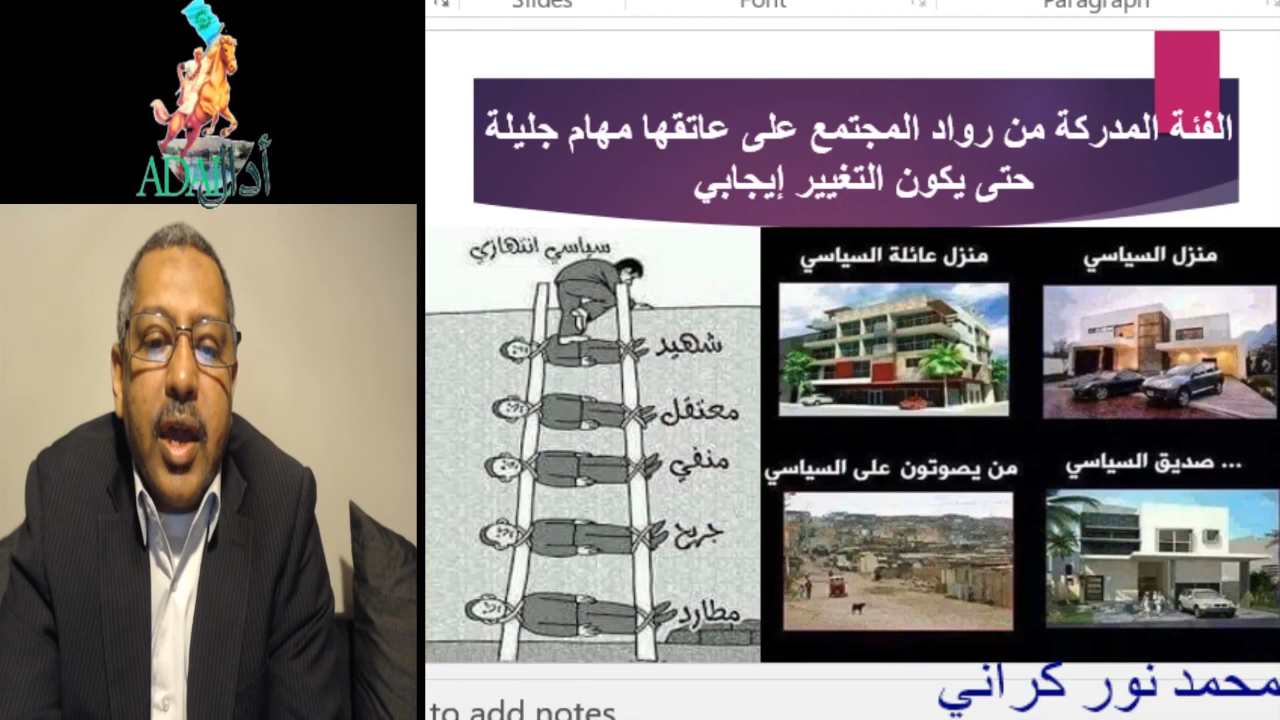 Slides Font Paragraph
ADAL أدال
الفئة المدركة من رواد المجتمع على عاتقها مهام جليلة
حتى يكون التغيير إيجابي
سياسي انتهازي
شهيد
معتقل
منفي
جريح
مطارد
منزل السياسي
منزل عائلة السياسي
صديق السياسي ...
من يصوتون على السياسي
محمد نور كراني
to add notes